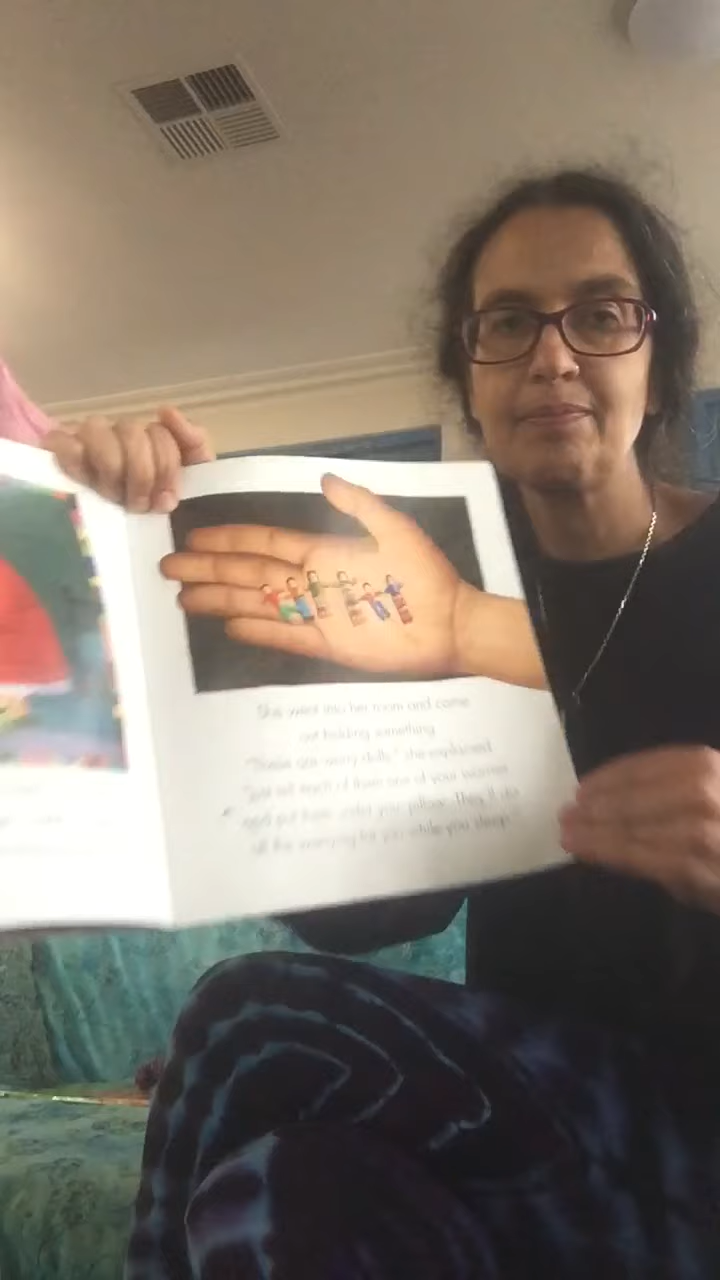 She went into her room and came
out holding something.
"These are worry dolls," she explained.
"Just tell each of them one of your worries
and put them under your pillow. They'll do
all the worrying for you while you sleep."